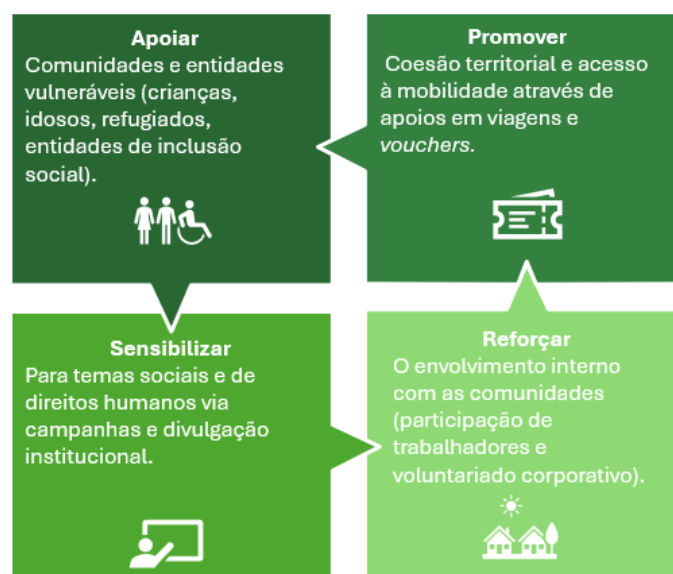 Apoiar
Comunidades e entidades
vulneráveis (crianças,
idosos, refugiados,
entidades de inclusão
social).
Promover
Coesão territorial e acesso
à mobilidade através de
apoios em viagens e
vouchers.
Sensibilizar
Para temas sociais e de
direitos humanos via
campanhas e divulgação
institucional.
Reforçar
O envolvimento interno
com as comunidades
(participação de
trabalhadores e
voluntariado corporativo).